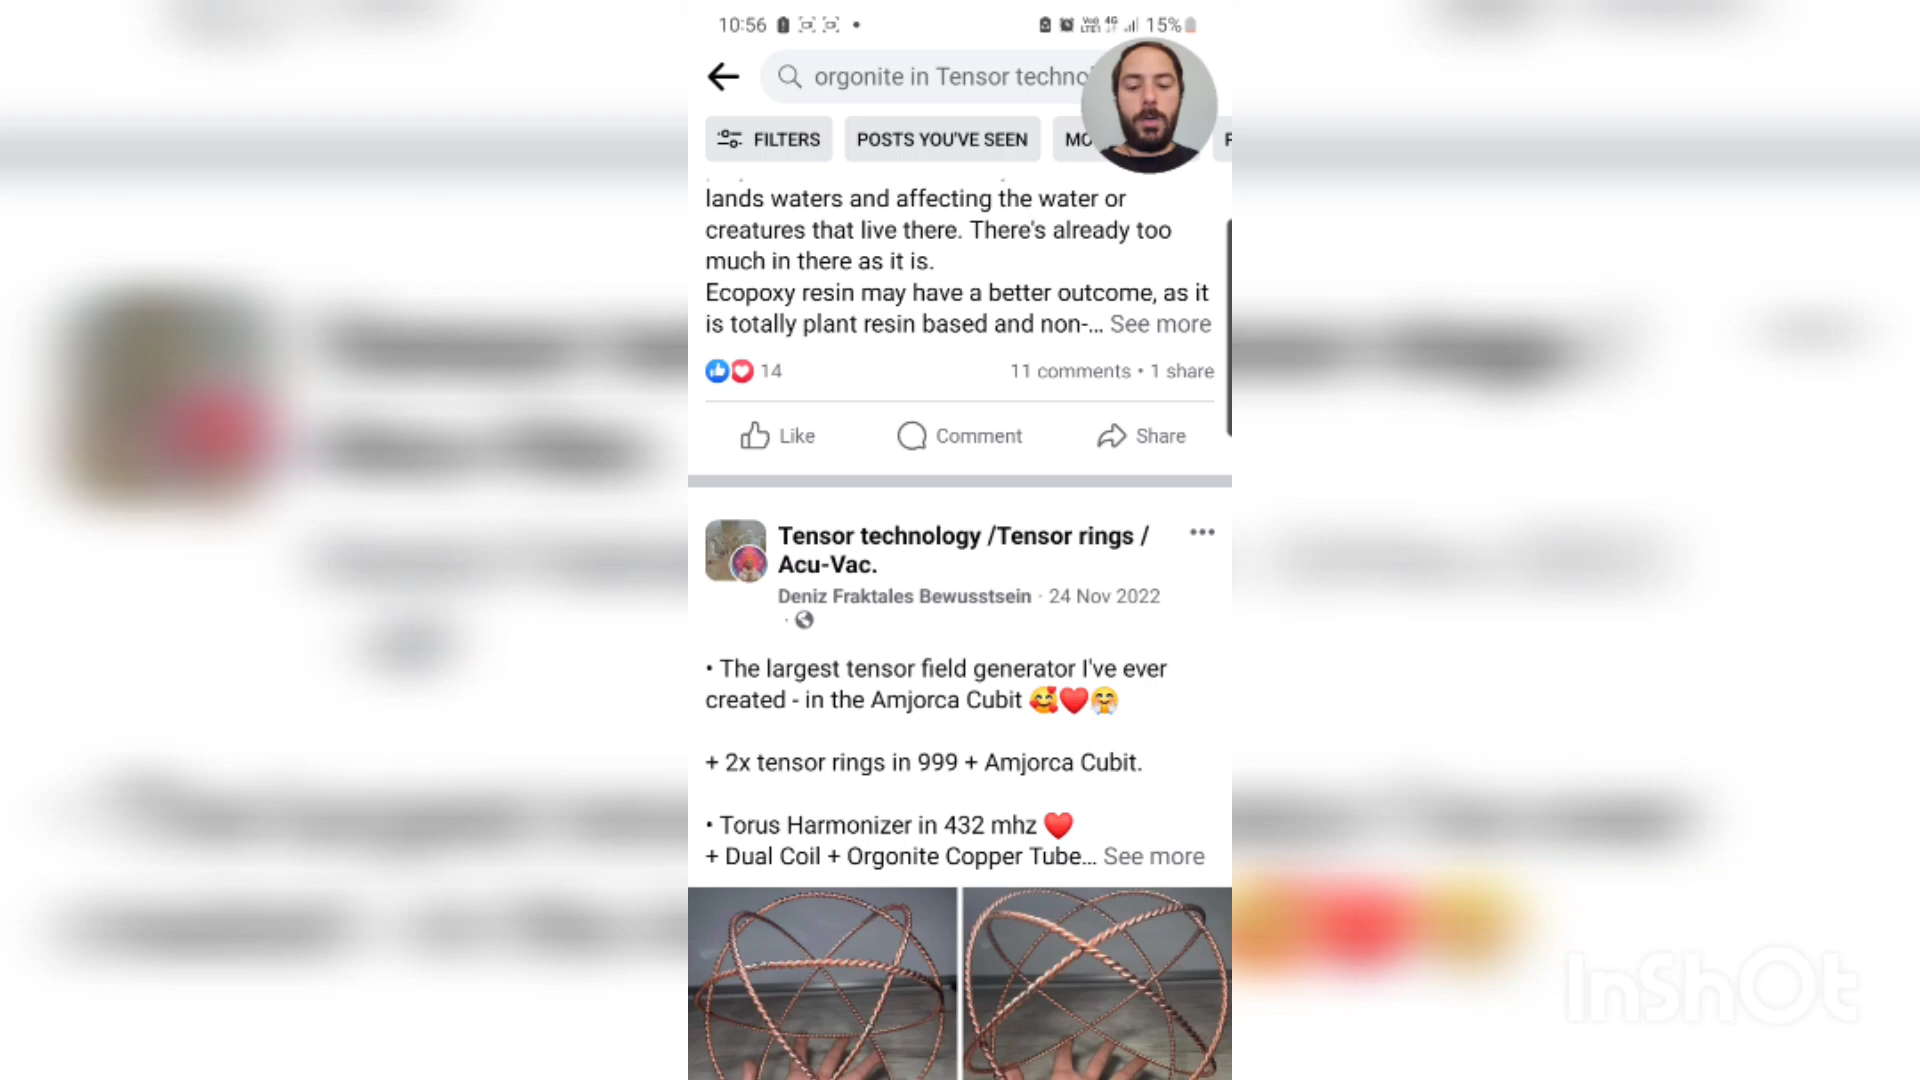 10:56
Vo) 4G
LTE1
15%
orgonite in Tensor techno
FILTERS
POSTS YOU'VE SEEN
MO
lands waters and affecting the water or
creatures that live there. There's already too
much in there as it is.
Ecopoxy resin may have a better outcome, as it
is totally plant resin based and non-... See more
14
11 comments • 1 share
Like
Comment
Share
Tensor technology /Tensor rings /
Acu-Vac.
Deniz Fraktales Bewusstsein · 24 Nov 2022
• The largest tensor field generator I've ever
created - in the Amjorca Cubit 🥰❤️🤗
+ 2x tensor rings in 999 + Amjorca Cubit.
• Torus Harmonizer in 432 mhz ❤️
+ Dual Coil + Orgonite Copper Tube... See more
InShOt